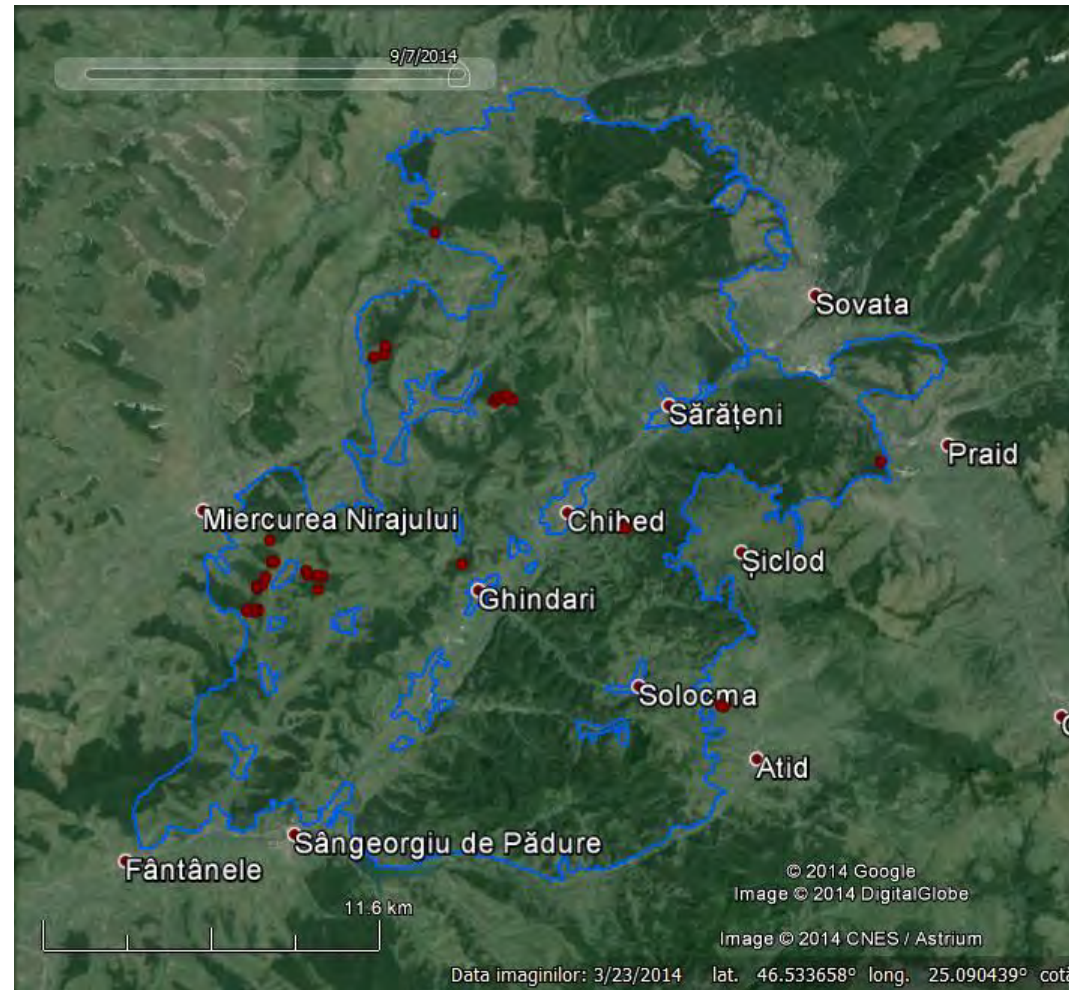 9/7/2014
Sovata
Sărățeni
Praid
Miercurea Nirajului
Chibed
Șiclod
Ghindari
Solocma
Atid
Sângeorgiu de Pădure
Fântânele
© 2014 Google
Image © 2014 DigitalGlobe
11.6 km
Image © 2014 CNES / Astrium
Data imaginilor: 3/23/2014 lat. 46.533658° long. 25.090439°